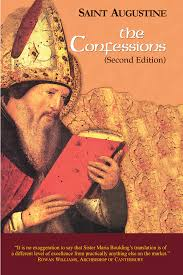 SAINT AUGUSTINE
the
Confessions
(Second Edition)
"It is no exaggeration to say that Sister Maria Boulding's translation is of
a different level of excellence from practically anything else on the market."
ROWAN WILLIAMS, ARCHBISHOP OF CANTERBURY